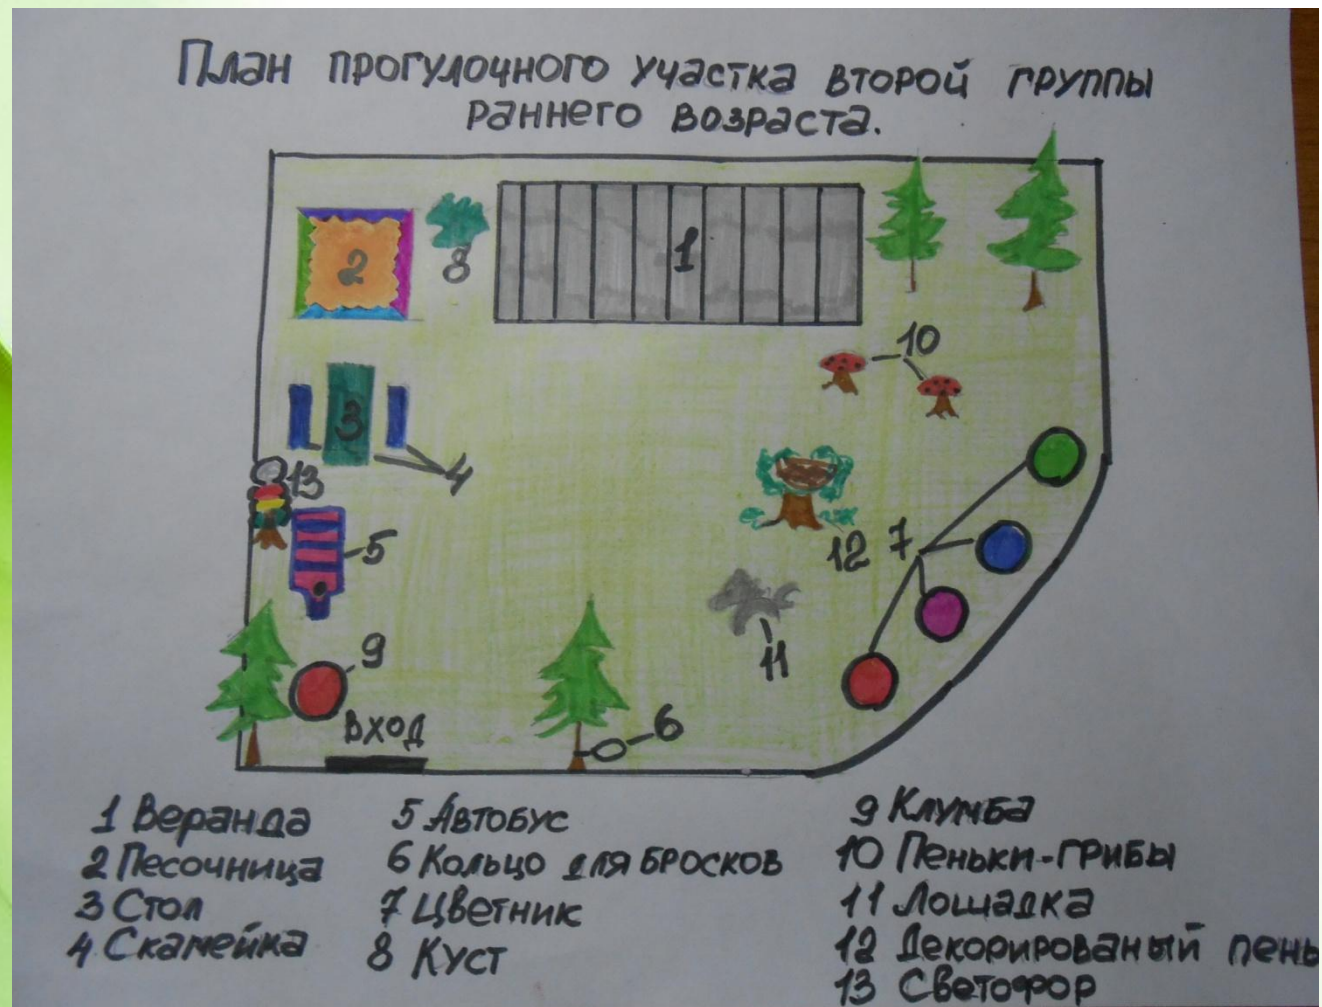 План прогулочного участка второй группы
раннего возраста.
1
2
8
10
3
4
13
5
12
7
11
9
6
вход
1 Веранда
2 Песочница
3 Стол
4 Скамейка
5 Автобус
6 Кольцо для бросков
7 Цветник
8 Куст
9 Клумба
10 Пеньки-грибы
11 Лошадка
12 Декорированый пень
13 Светофор